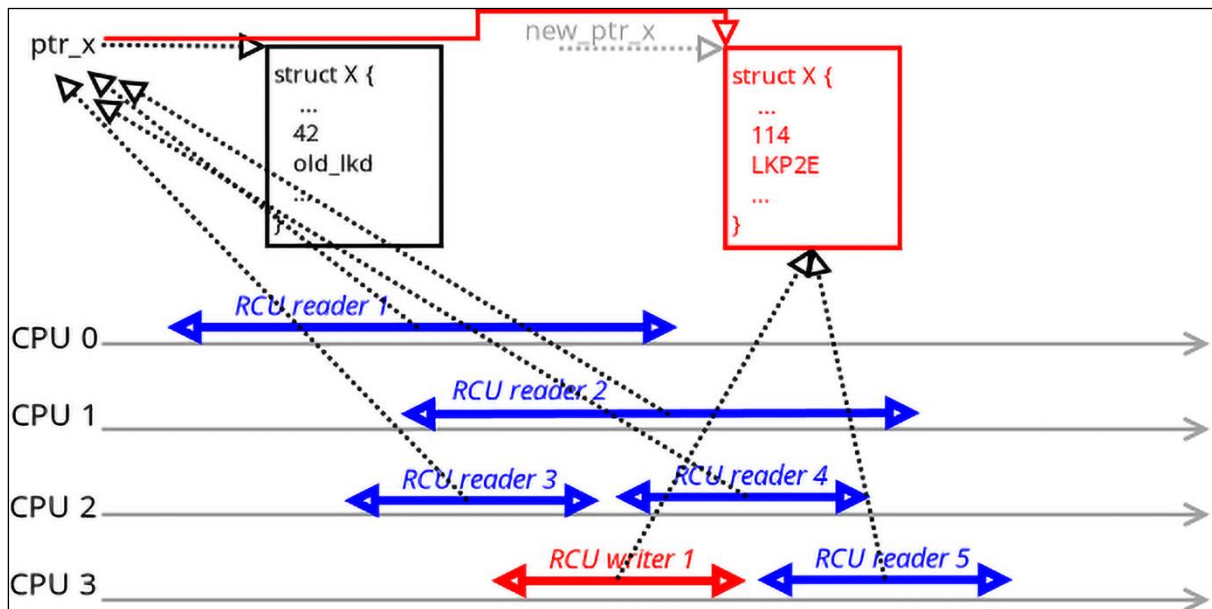 ptr_x
new_ptr_x
struct X {
...
42
old_lkd
...
}
struct X {
...
114
LKP2E
...
}
RCU reader 1
CPU 0
RCU reader 2
CPU 1
RCU reader 3
RCU reader 4
CPU 2
RCU writer 1
RCU reader 5
CPU 3